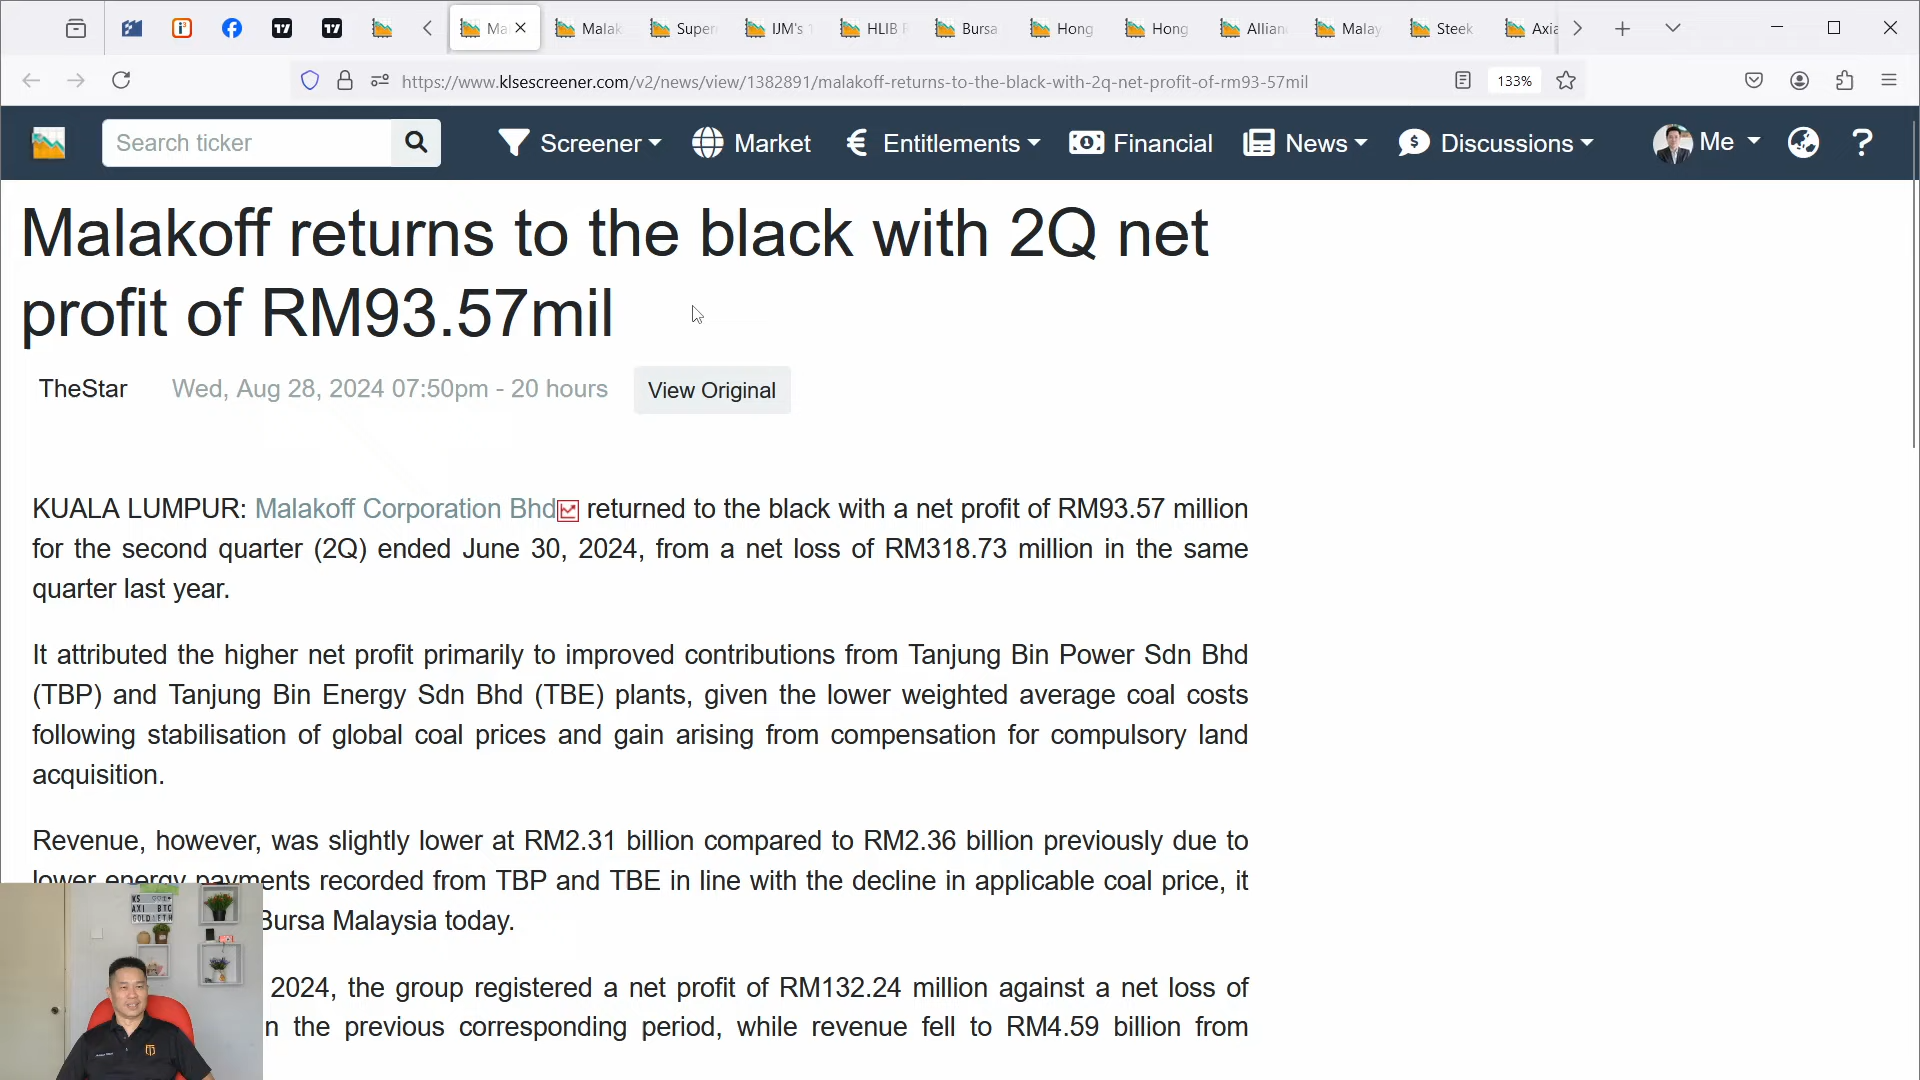 Ma
Malak
Super
IJM's 1
HLIB F
Bursa
Hong
Hong
Allian
Malay
Steek
Axia
https://www.klsescreener.com/v2/news/view/1382891/malakoff-returns-to-the-black-with-2q-net-profit-of-rm93-57mil
133%
Search ticker
Screener
Market
Entitlements
Financial
News
Discussions
Me
?
Malakoff returns to the black with 2Q net
profit of RM93.57mil
TheStar
Wed, Aug 28, 2024 07:50pm - 20 hours
View Original
KUALA LUMPUR: Malakoff Corporation Bhd returned to the black with a net profit of RM93.57 million
for the second quarter (2Q) ended June 30, 2024, from a net loss of RM318.73 million in the same
quarter last year.
It attributed the higher net profit primarily to improved contributions from Tanjung Bin Power Sdn Bhd
(TBP) and Tanjung Bin Energy Sdn Bhd (TBE) plants, given the lower weighted average coal costs
following stabilisation of global coal prices and gain arising from compensation for compulsory land
acquisition.
Revenue, however, was slightly lower at RM2.31 billion compared to RM2.36 billion previously due to
lower energy payments recorded from TBP and TBE in line with the decline in applicable coal price, it
Bursa Malaysia today.
2024, the group registered a net profit of RM132.24 million against a net loss of
n the previous corresponding period, while revenue fell to RM4.59 billion from
AXI BTC
GOLD ETH